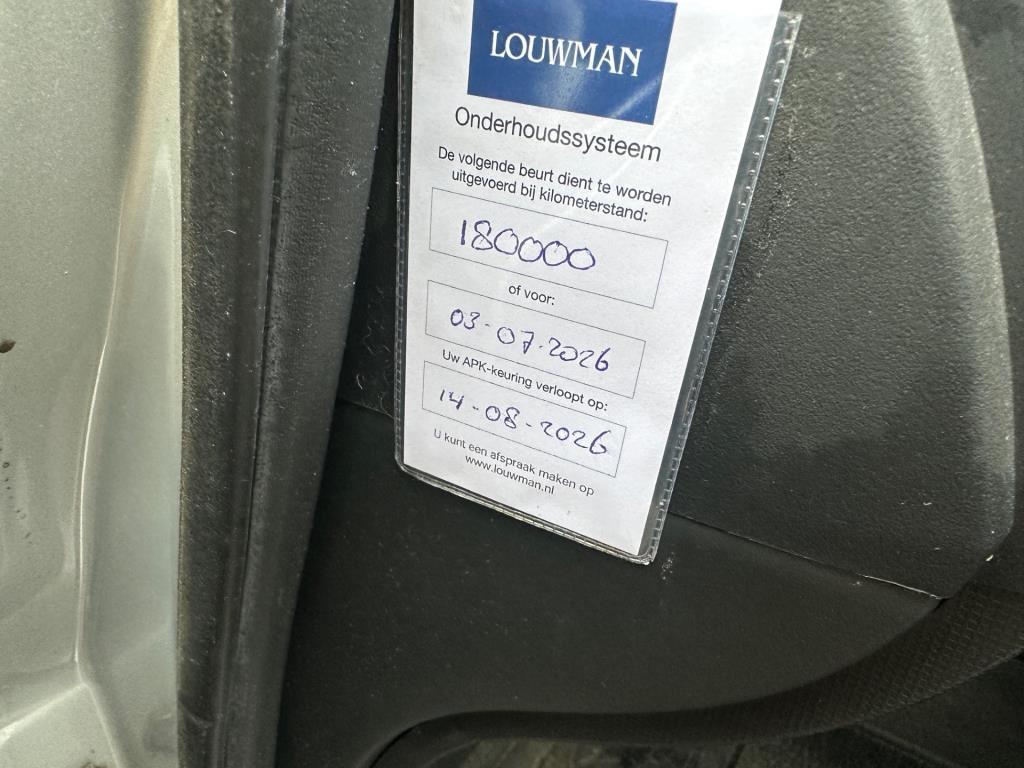 LOUWMAN
Onderhoudssysteem
De volgende beurt dient te worden
uitgevoerd bij kilometerstand:
180000
of voor:
03-07-2026
Uw APK-keuring verloopt op:
14-08-2026
U kunt een afspraak maken op
www.louwman.nl